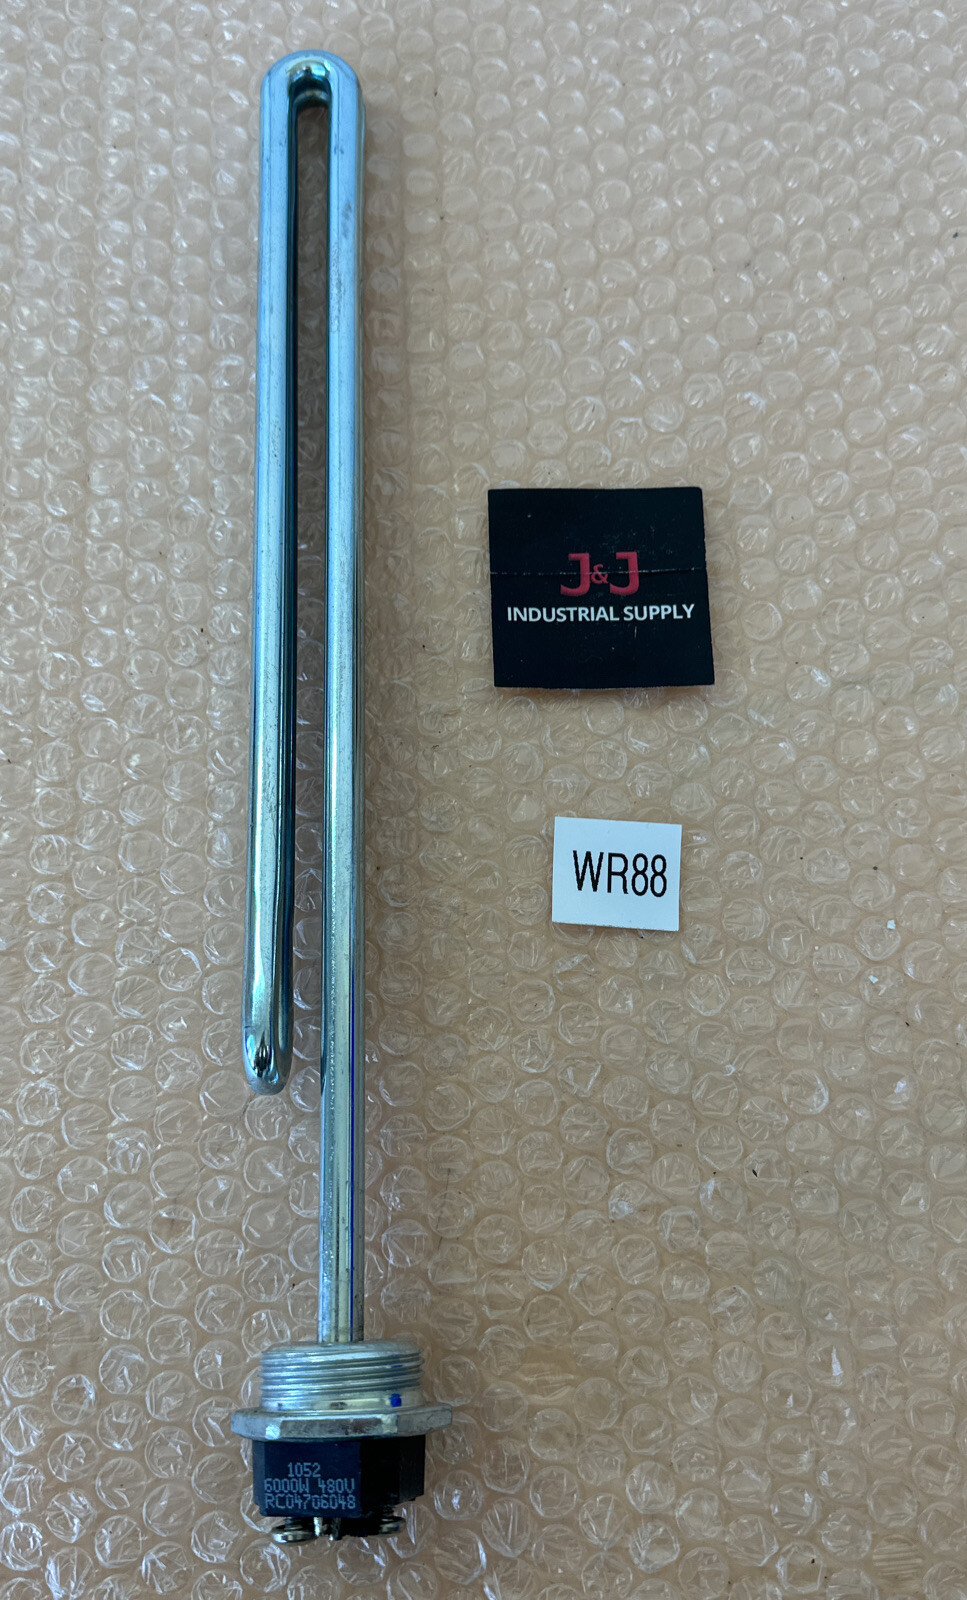 J&J
INDUSTRIAL SUPPLY
WR88
1052
6000W 480V
RC04706048